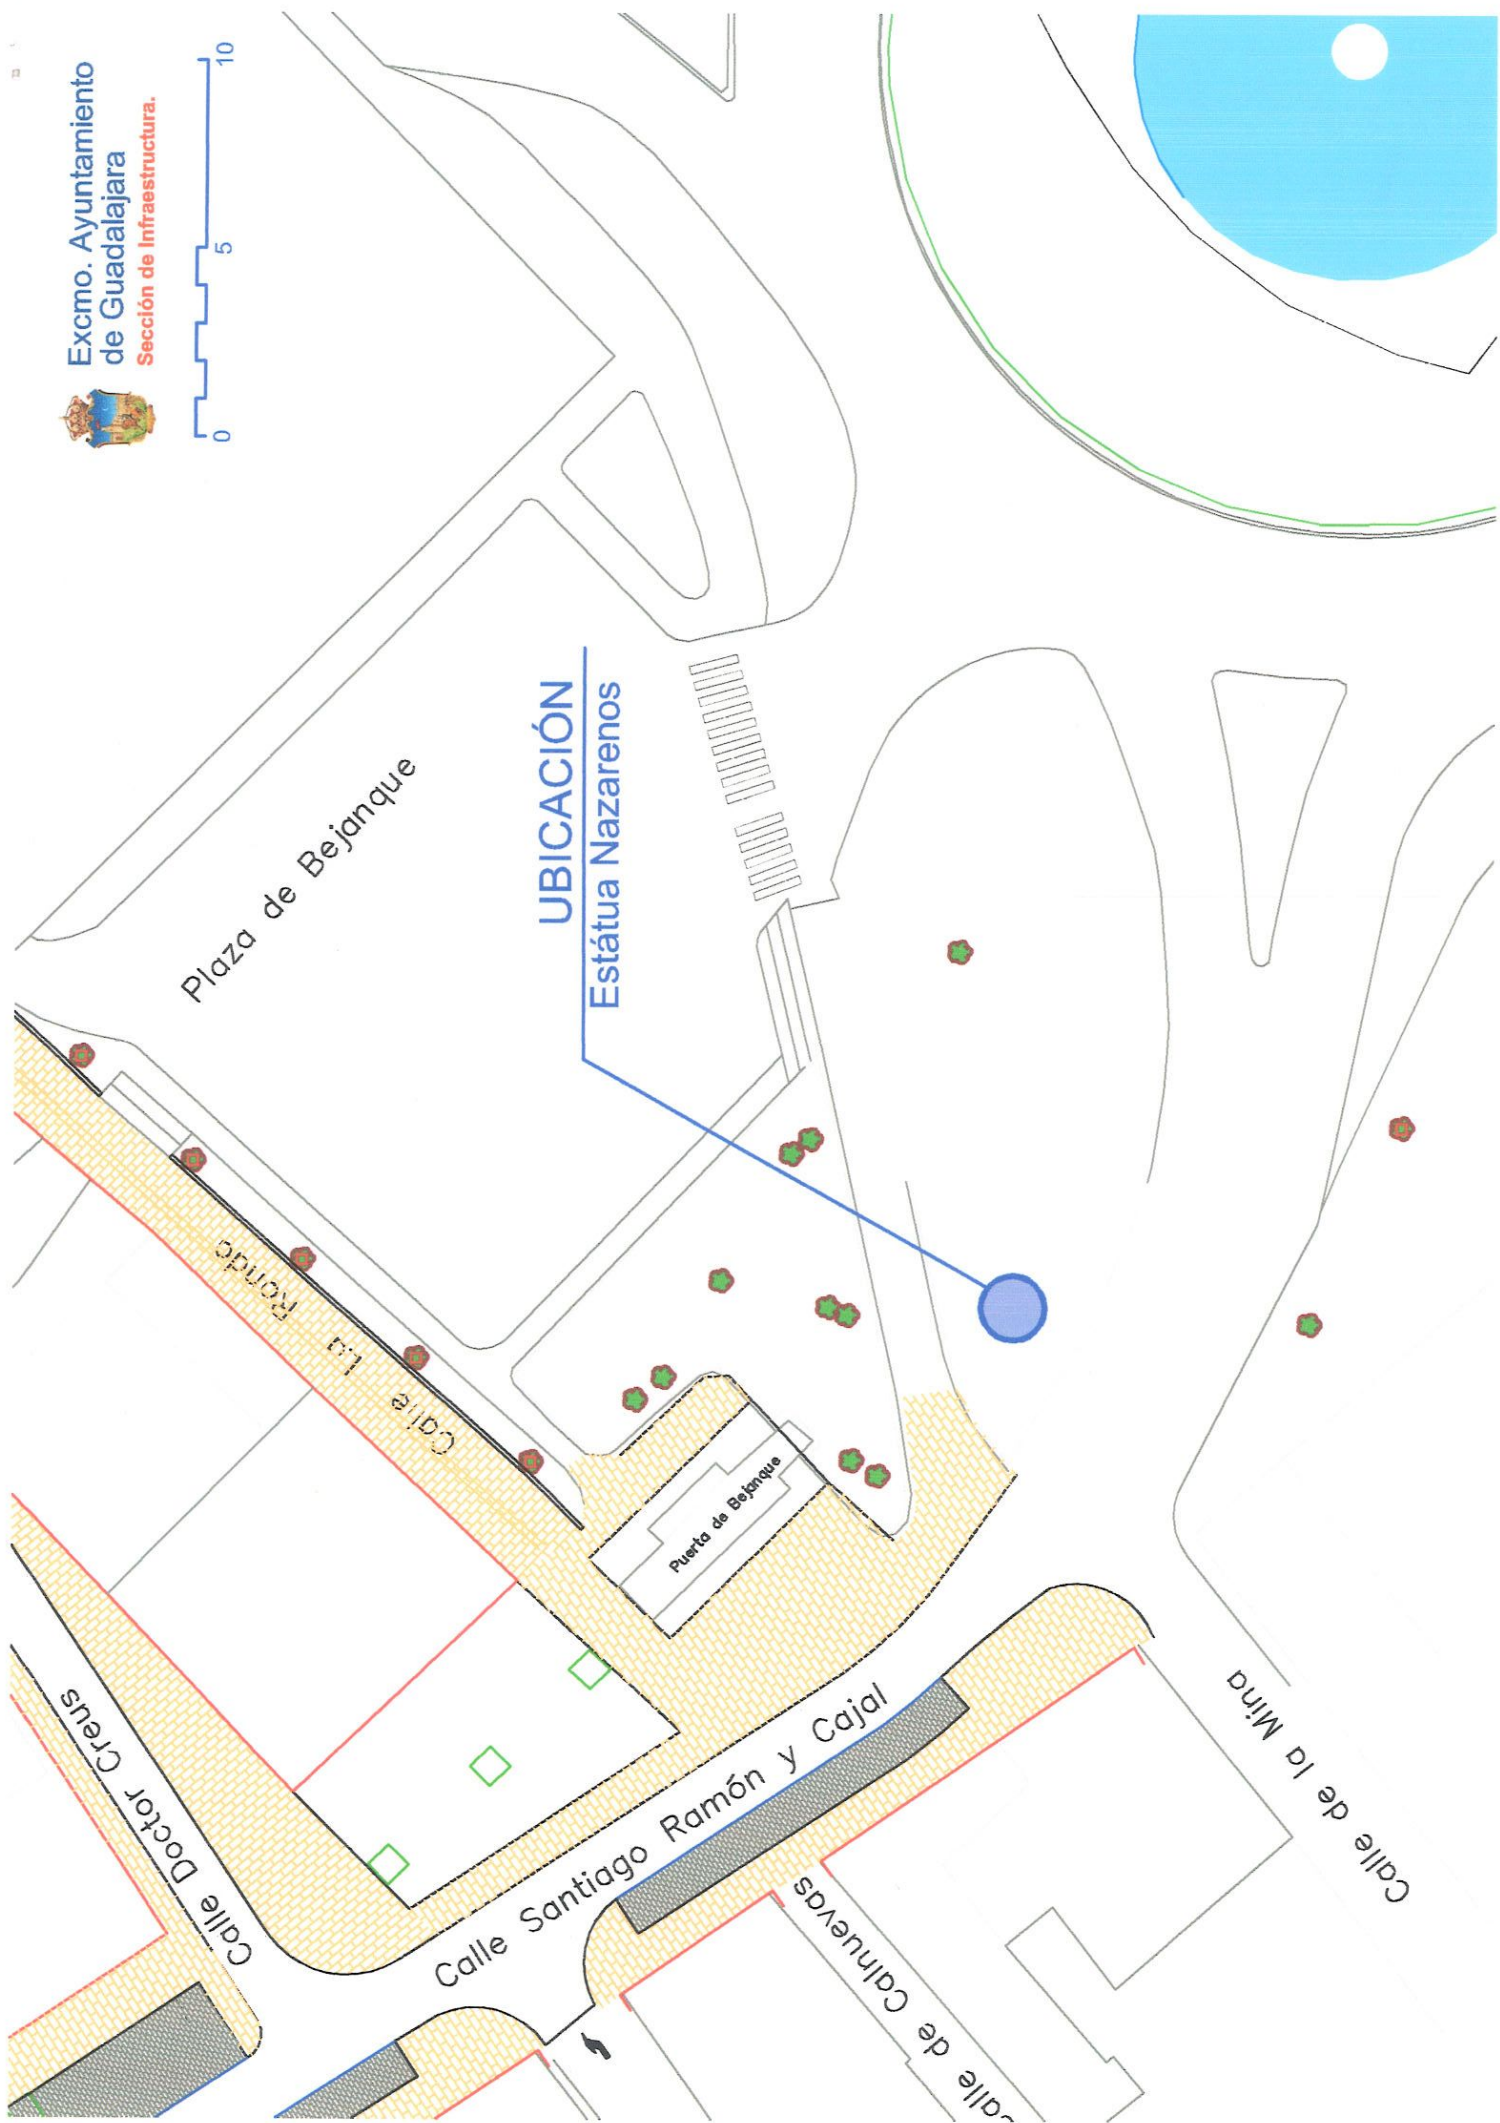 Excmo. Ayuntamiento
de Guadalajara
Sección de Infraestructura.
0 5 10
Plaza de Bejanque
UBICACIÓN
Estátua Nazarenos
Calle La Ronda
Puerta de Bejanque
Calle Doctor Creus
Calle Santiago Ramón y Cajal
Calle de Calnuevas
Calle de la Mina